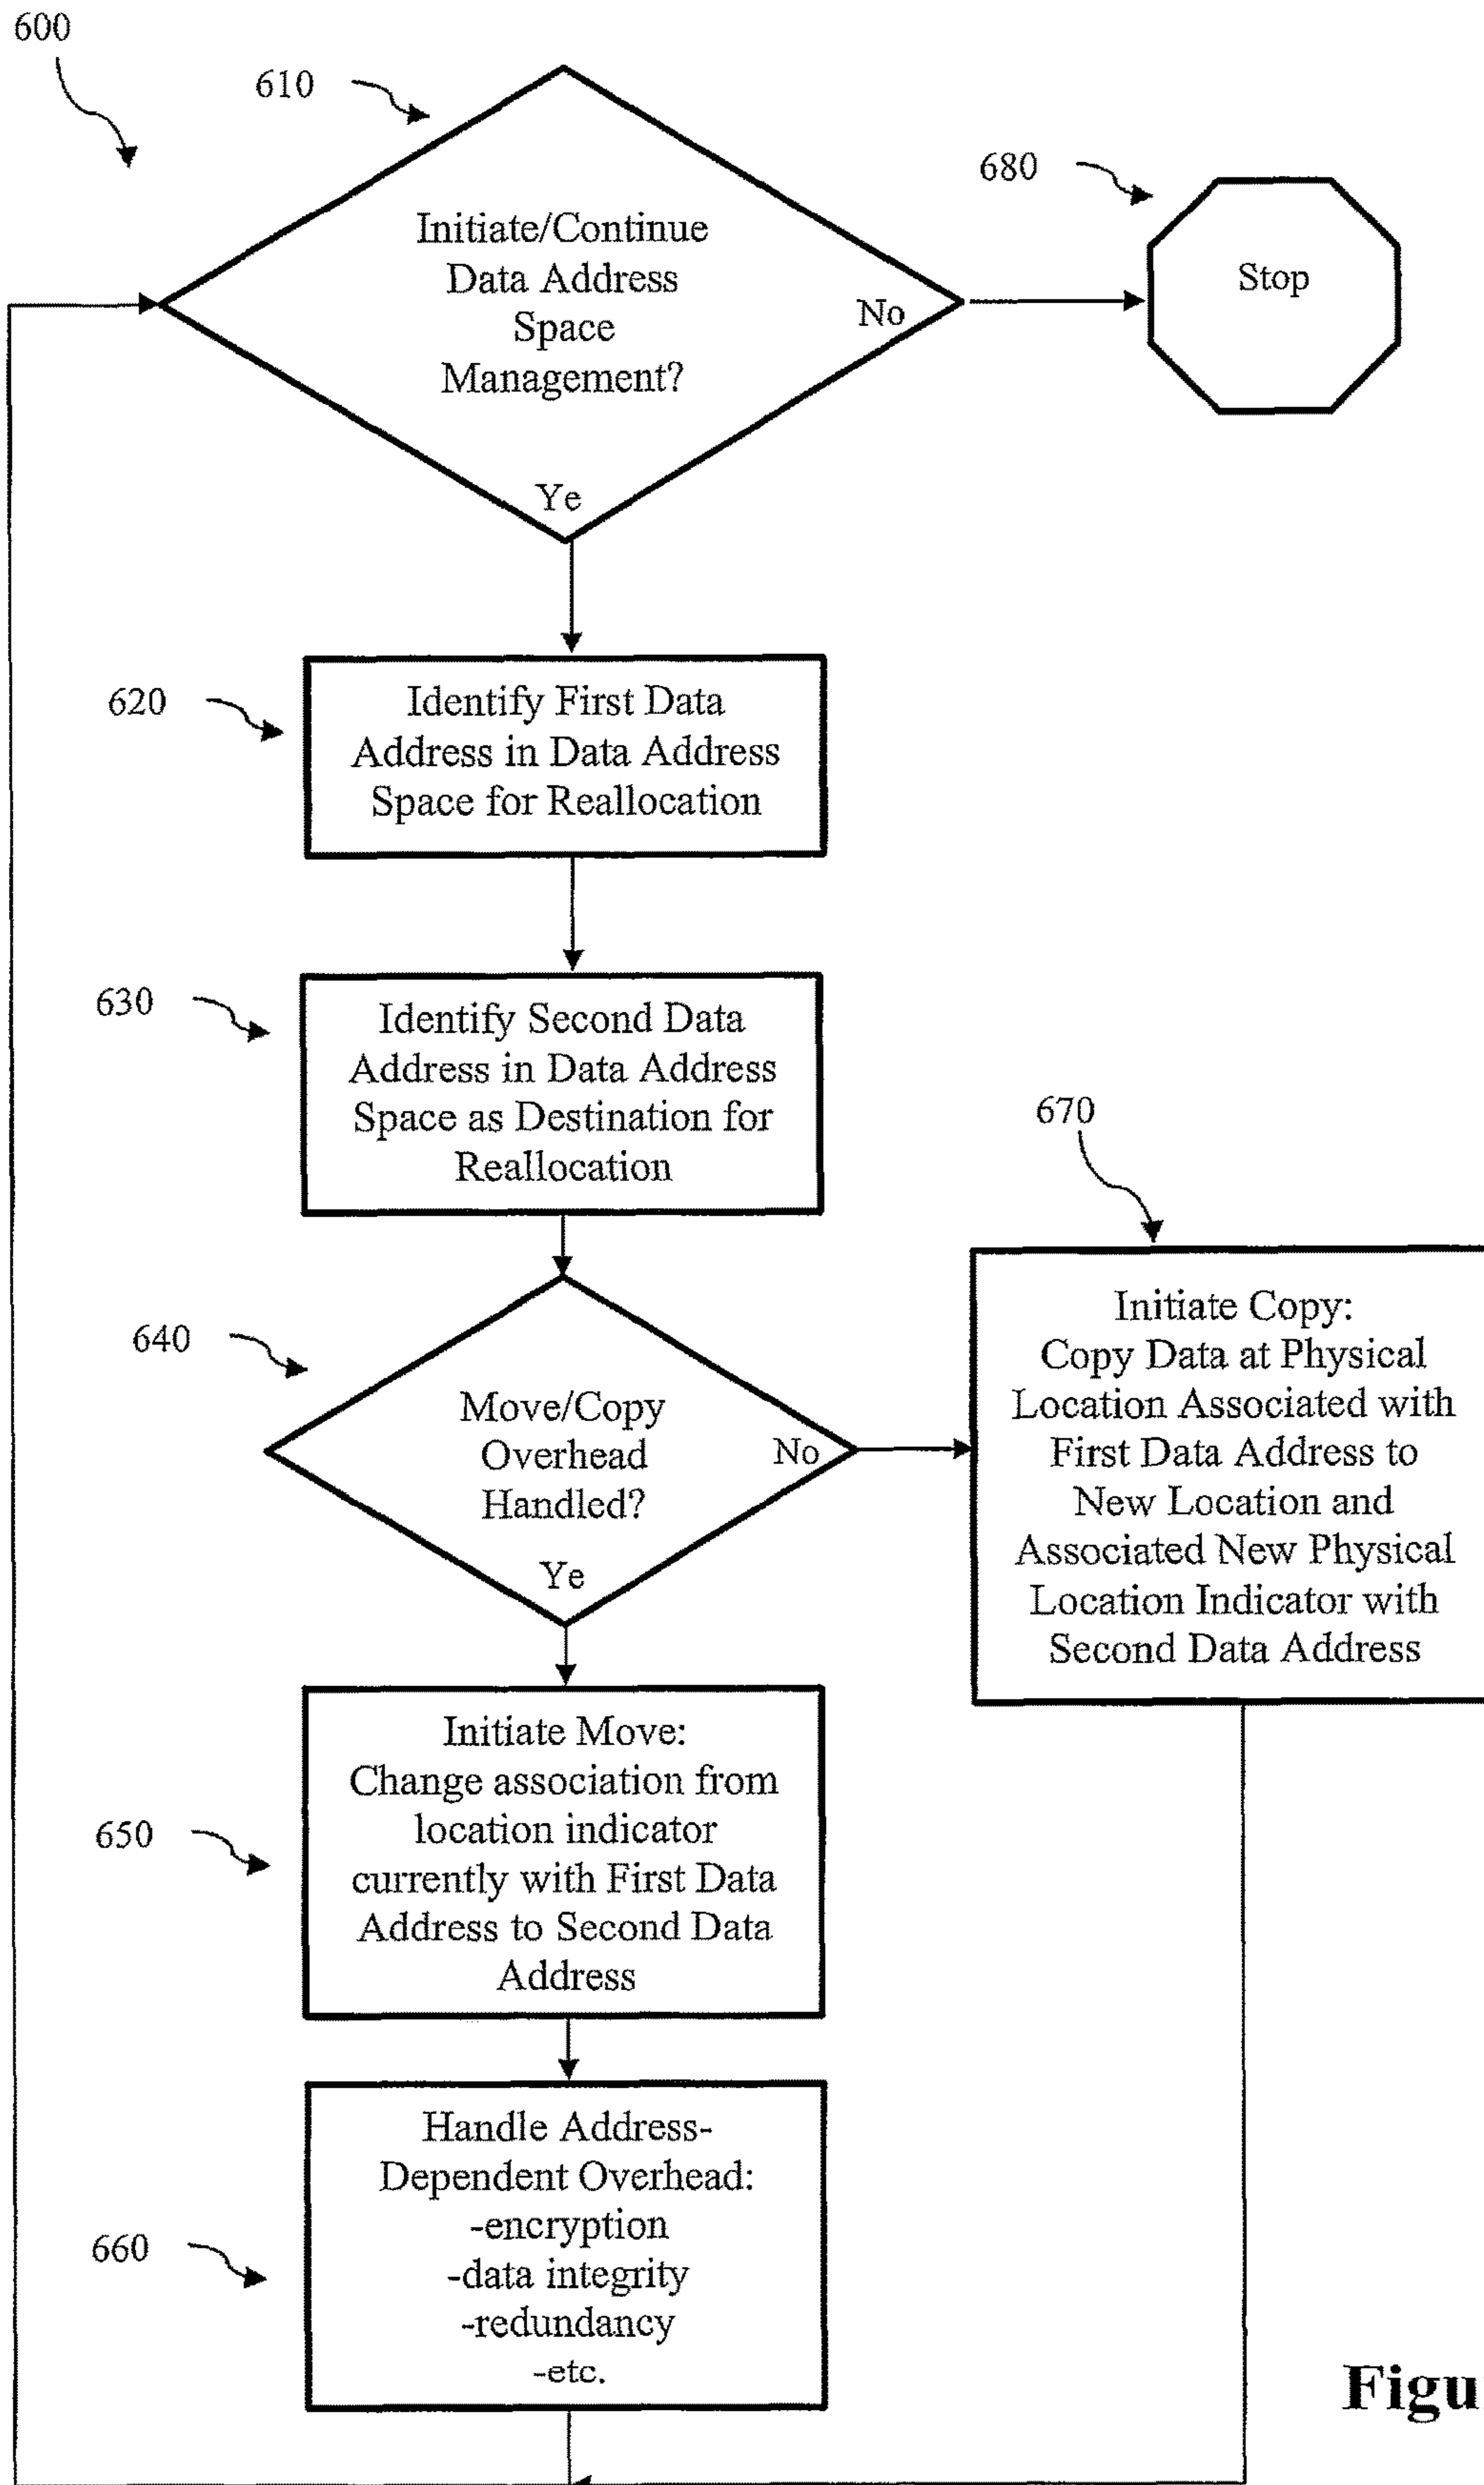 600
610
Initiate/Continue
Data Address
Space
Management?
No
Ye
680
Stop
620
Identify First Data
Address in Data Address
Space for Reallocation
630
Identify Second Data
Address in Data Address
Space as Destination for
Reallocation
640
Move/Copy
Overhead
Handled?
No
Ye
670
Initiate Copy:
Copy Data at Physical
Location Associated with
First Data Address to
New Location and
Associated New Physical
Location Indicator with
Second Data Address
650
Initiate Move:
Change association from
location indicator
currently with First Data
Address to Second Data
Address
660
Handle Address-
Dependent Overhead:
-encryption
-data integrity
-redundancy
-etc.
Figu